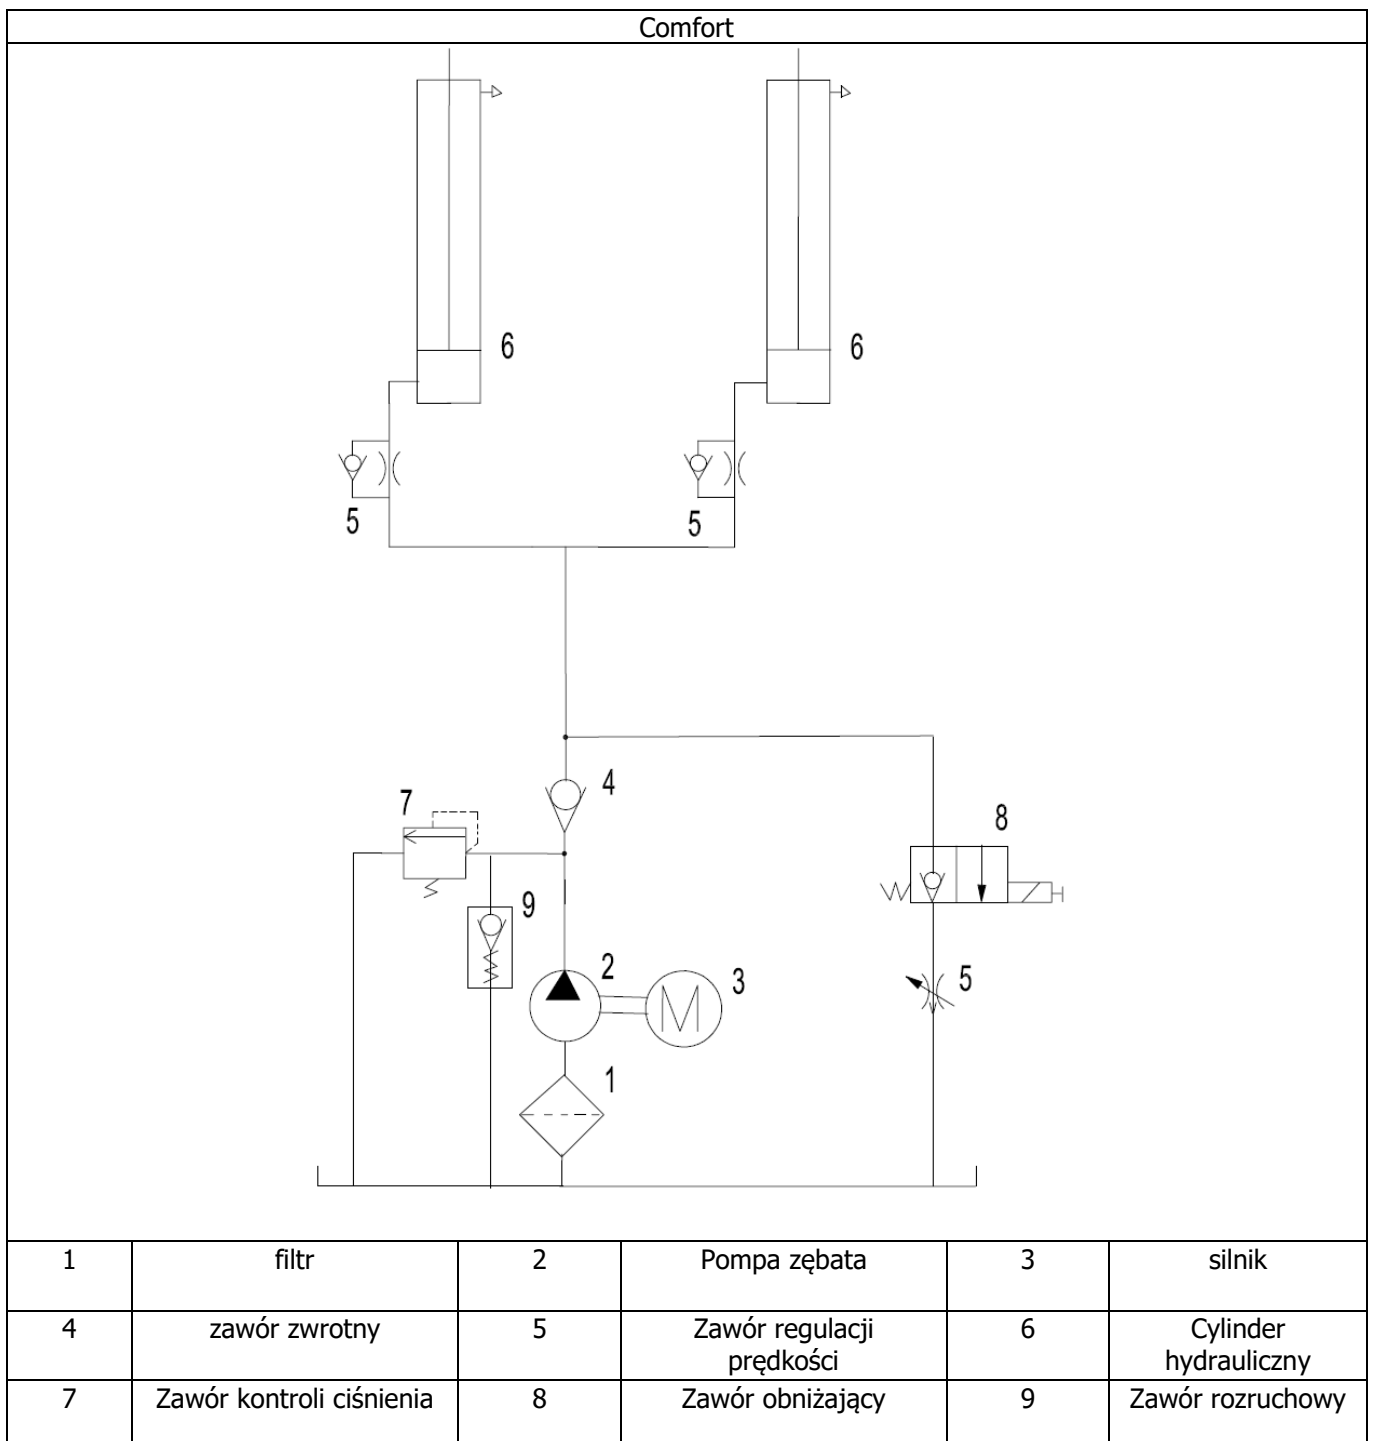 Comfort
6
6
5
5
4
7
8
9
2
3
M
5
1
1 filtr 2 Pompa zębata 3 silnik
4 zawór zwrotny 5 Zawór regulacji prędkości 6 Cylinder hydrauliczny
7 Zawór kontroli ciśnienia 8 Zawór obniżający 9 Zawór rozruchowy